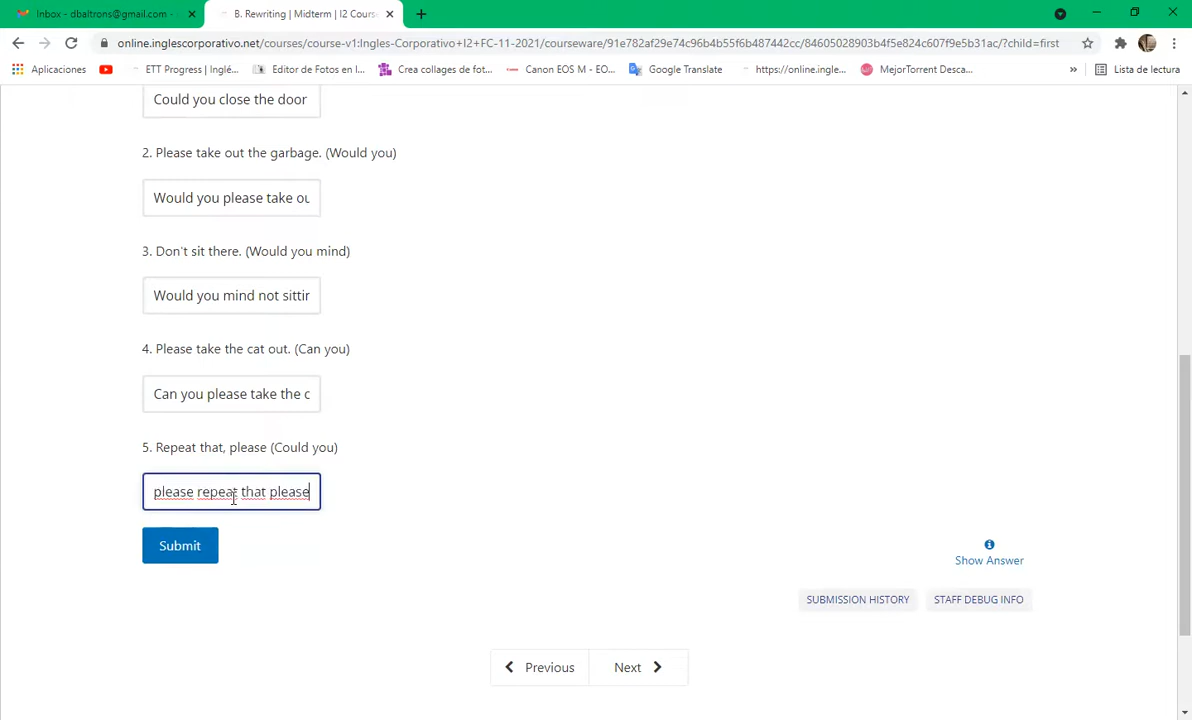 Inbox - dbaltrons@gmail.com -
B. Rewriting | Midterm | I2 Cours
online.inglescorporativo.net/courses/course-v1:Ingles-Corporativo+I2+FC-11-2021/courseware/91e782af29e74c96b4b55f6b487442cc/84605028903b4f5e824c607f9e5b31ac/?child=first
Aplicaciones
ETT Progress | Inglé...
Editor de Fotos en l...
Crea collages de fot...
Canon EOS M - EO...
Google Translate
https://online.ingle...
MejorTorrent Desca...
»
Lista de lectura
Could you close the door
2. Please take out the garbage. (Would you)
Would you please take ou
3. Don't sit there. (Would you mind)
Would you mind not sittin
4. Please take the cat out. (Can you)
Can you please take the c
5. Repeat that, please (Could you)
please repeat that please
Submit
Show Answer
SUBMISSION HISTORY
STAFF DEBUG INFO
Previous
Next